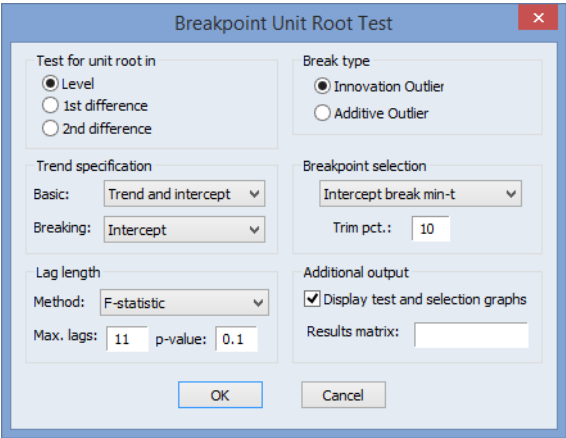 Breakpoint Unit Root Test
Test for unit root in
Level
1st difference
2nd difference
Break type
Innovation Outlier
Additive Outlier
Trend specification
Basic: Trend and intercept
Breaking: Intercept
Breakpoint selection
Intercept break min-t
Trim pct.: 10
Lag length
Method: F-statistic
Max. lags: 11 p-value: 0.1
Additional output
Display test and selection graphs
Results matrix:
OK
Cancel